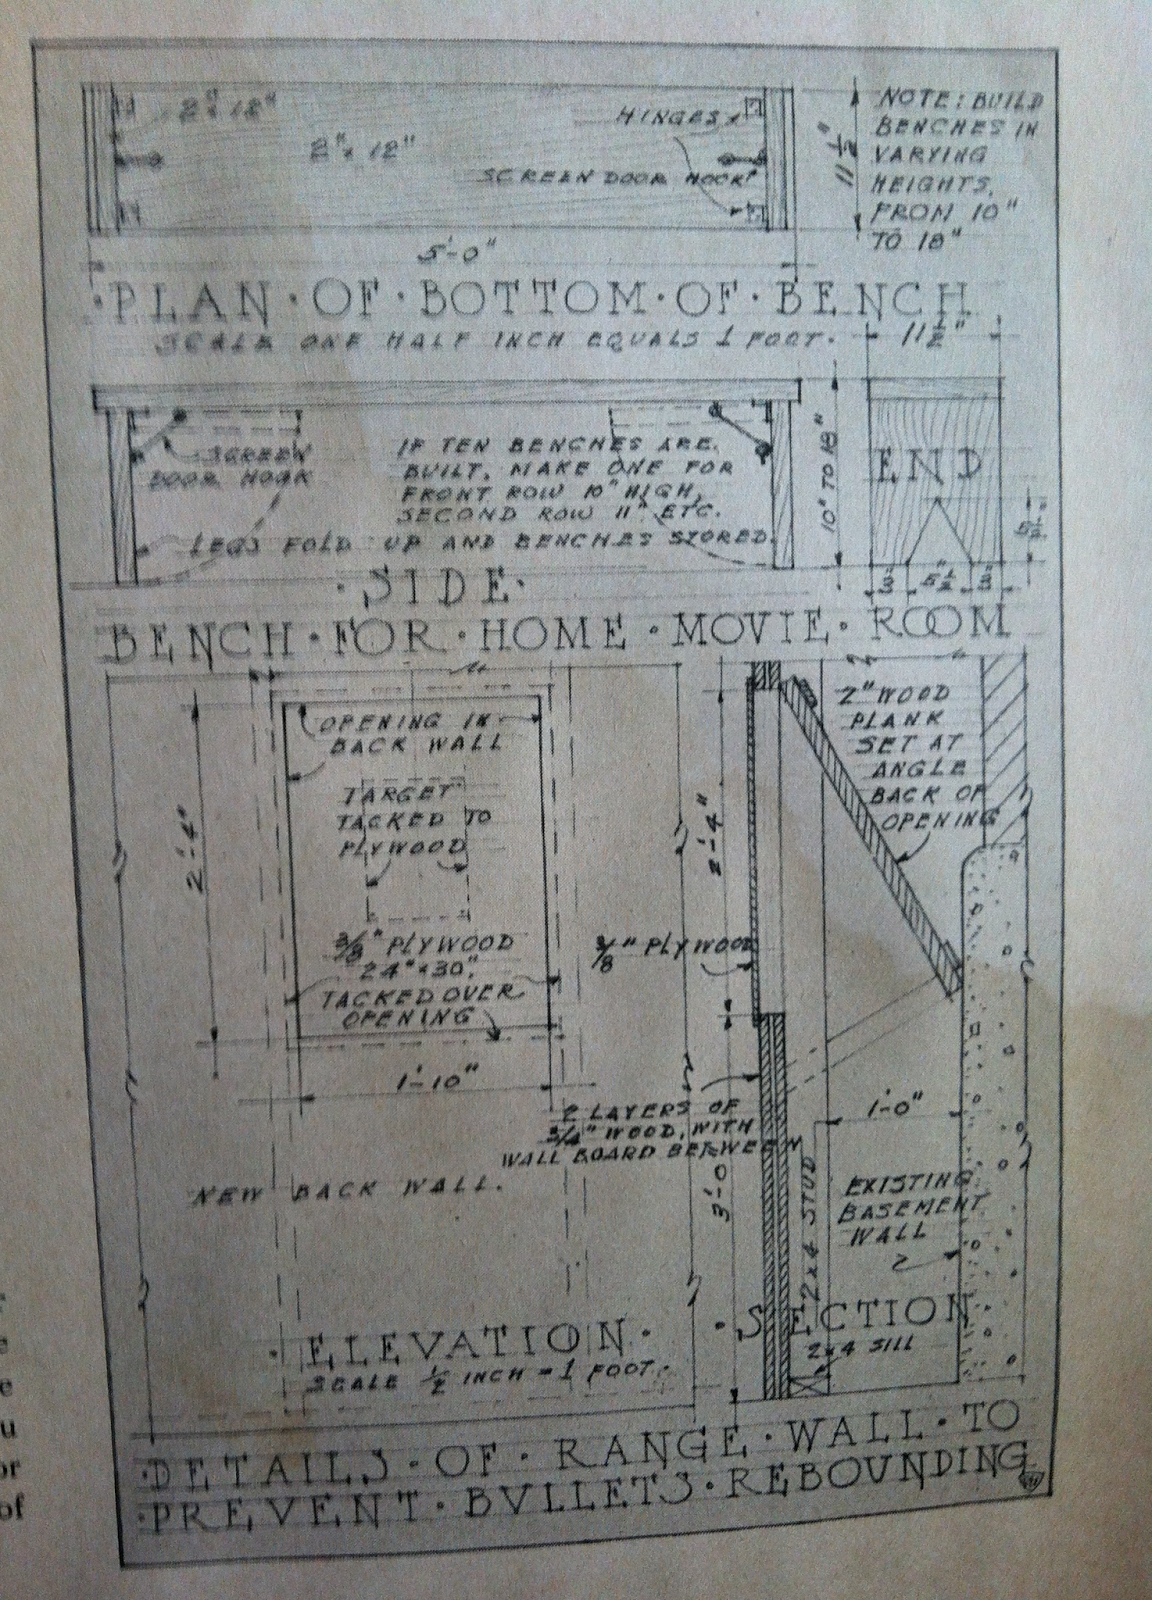 2"x 12"
2"x 12"
HINGES
SCREEN DOOR HOOK
11 1/2"
NOTE: BUILD
BENCHES IN
VARYING
HEIGHTS,
FROM 10"
TO 18"
5'-0"
·PLAN·OF·BOTTOM·OF·BENCH
SCALE ONE HALF INCH EQUALS 1 FOOT.
11 1/2"
SCREEN
DOOR HOOK
IF TEN BENCHES ARE
BUILT, MAKE ONE FOR
FRONT ROW 10" HIGH,
SECOND ROW 11" ETC.
LEGS FOLD UP AND BENCHES STORED.
10" TO 18"
END
5 1/2"
3" 5 1/2" 3"
·SIDE·
BENCH·FOR·HOME·MOVIE·ROOM
OPENING IN
BACK WALL
TARGET
TACKED TO
PLYWOOD
2'-4"
3/8" PLYWOOD
24"x30"
TACKED OVER
OPENING
1'-10"
NEW BACK WALL.
·ELEVATION·
SCALE 1/2 INCH = 1 FOOT·
2" WOOD
PLANK
SET AT
ANGLE
BACK OF
OPENING
2'-4"
3/8" PLYWOOD
2 LAYERS OF
3/4" WOOD, WITH
WALL BOARD BETWEEN
1'-0"
3'-0"
2x4 STUD
EXISTING
BASEMENT
WALL
·SECTION·
2x4 SILL
·DETAILS·OF·RANGE·WALL·TO
·PREVENT·BVLLETS·REBOUNDING
e
e
u
or
of